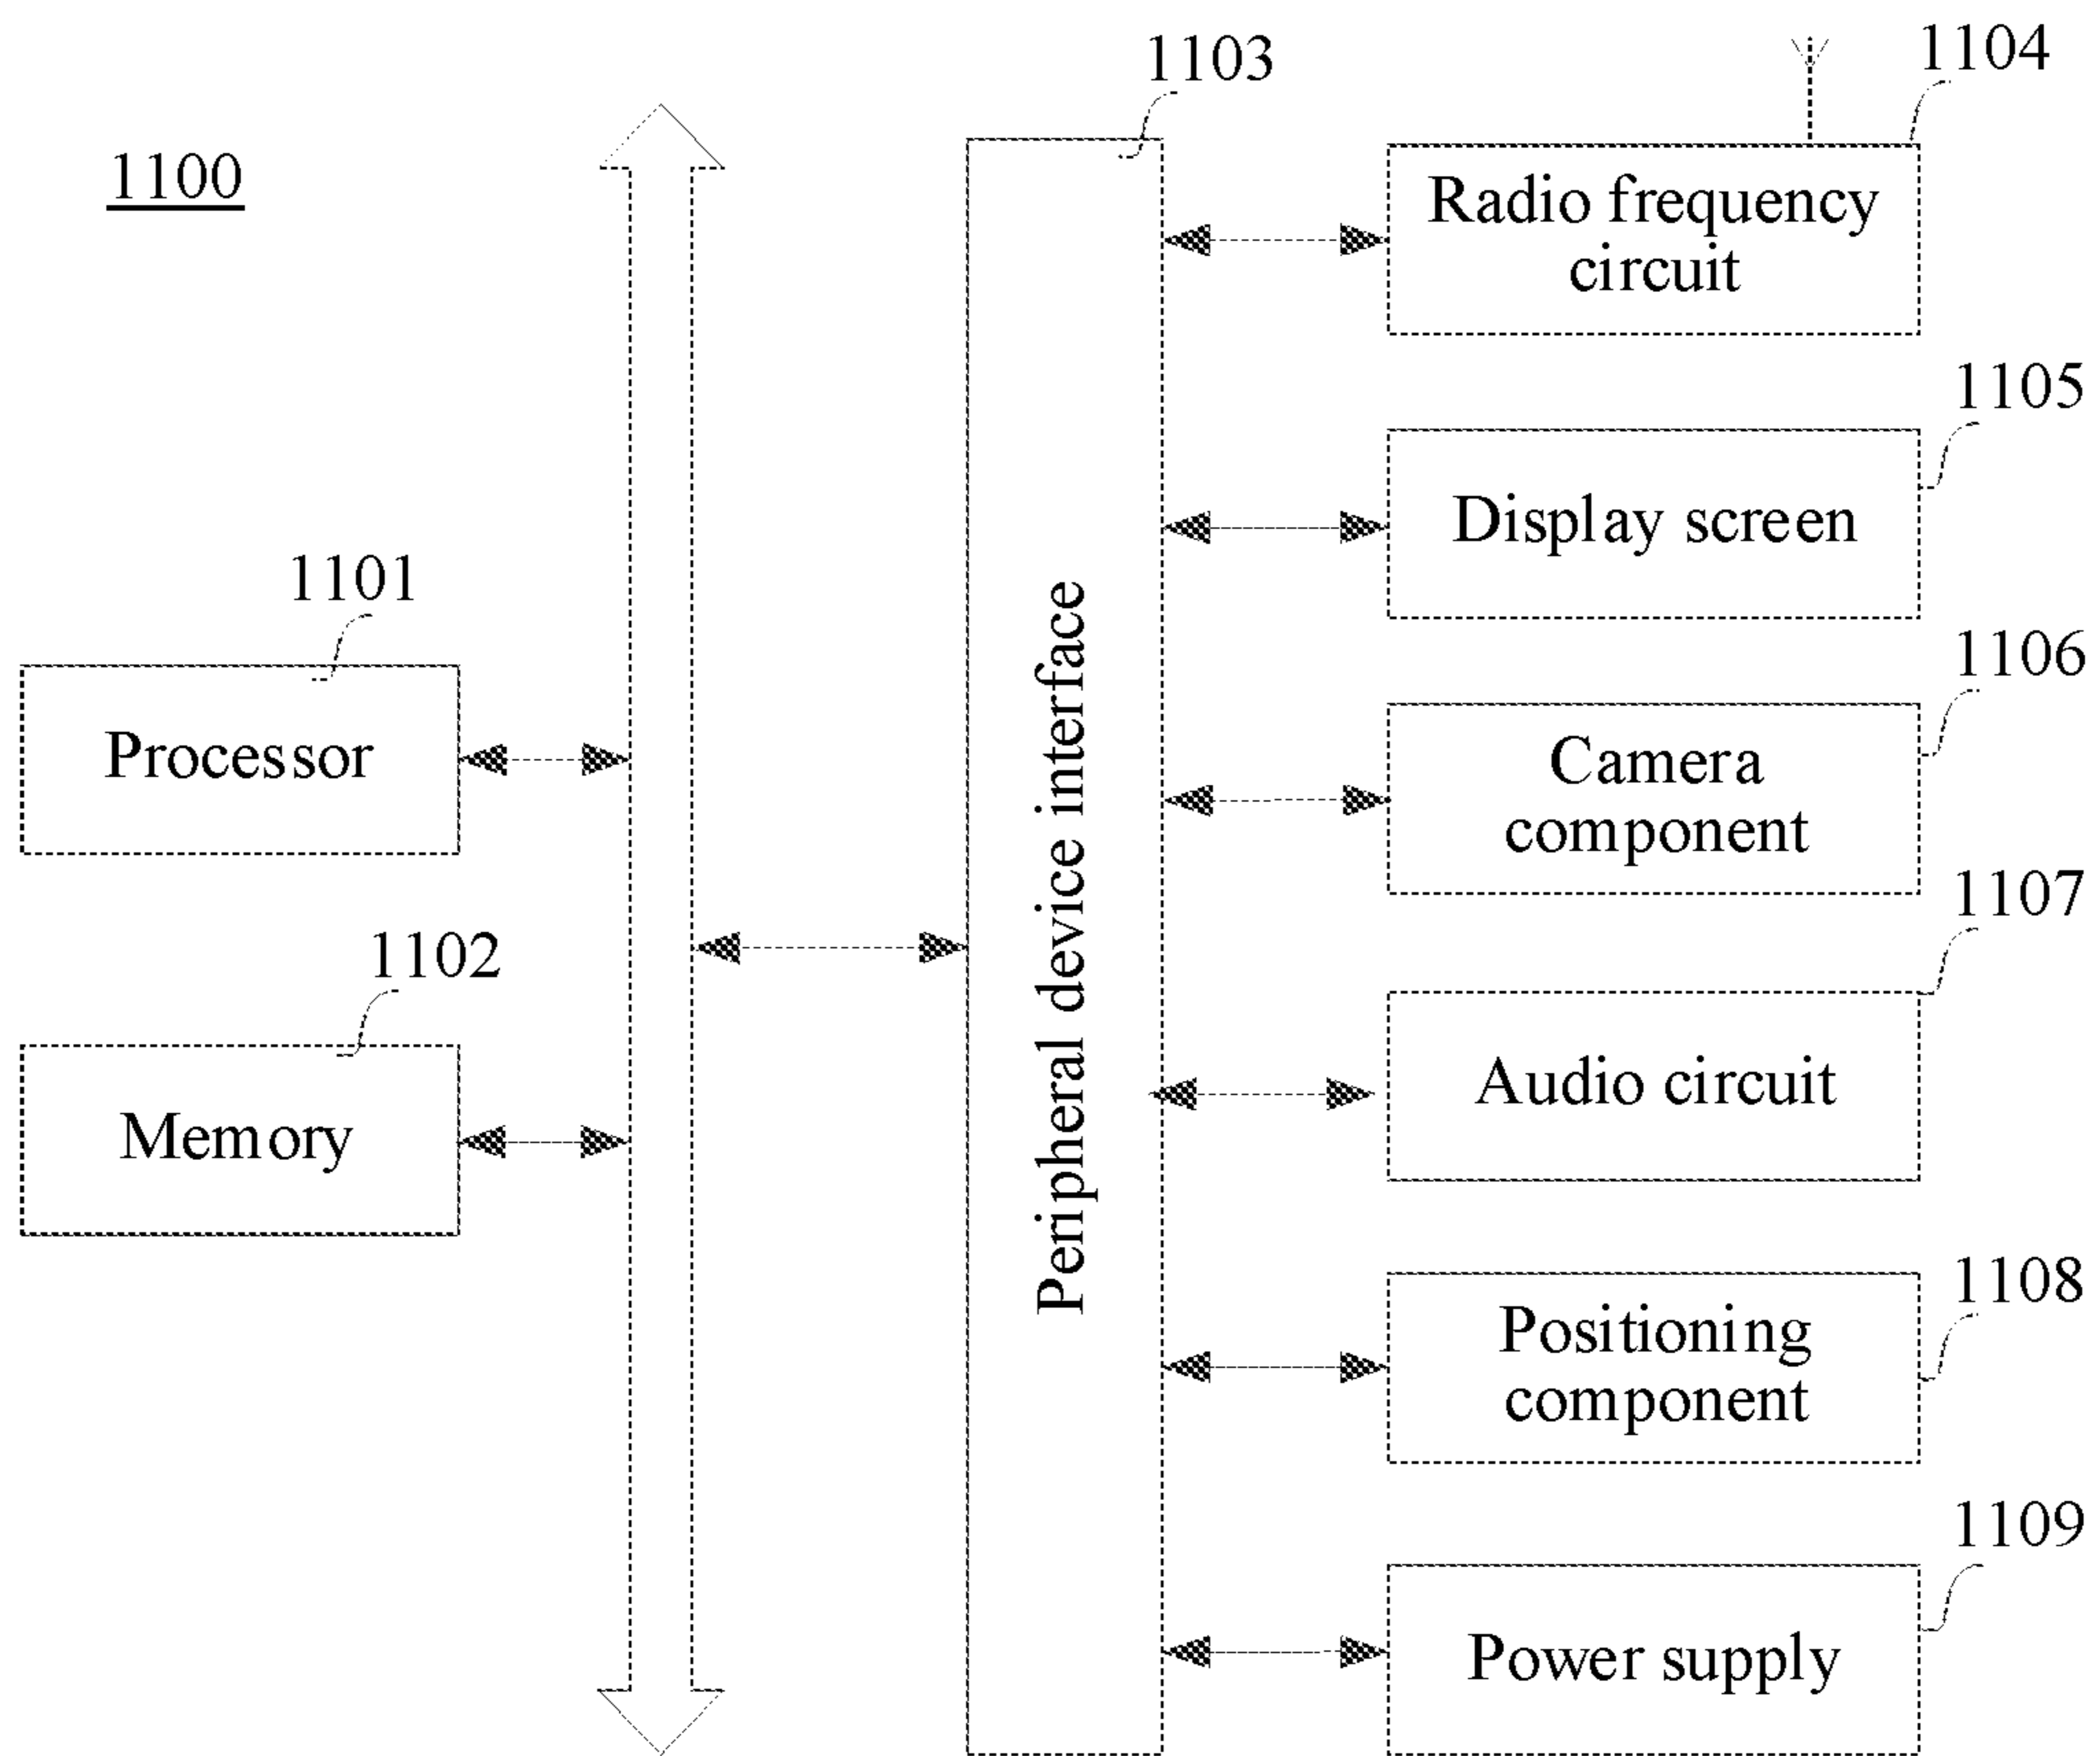 1100
1103
1104
Radio frequency
circuit
1105
Display screen
1101
Processor
1106
Camera
component
Peripheral device interface
1102
Memory
1107
Audio circuit
1108
Positioning
component
1109
Power supply